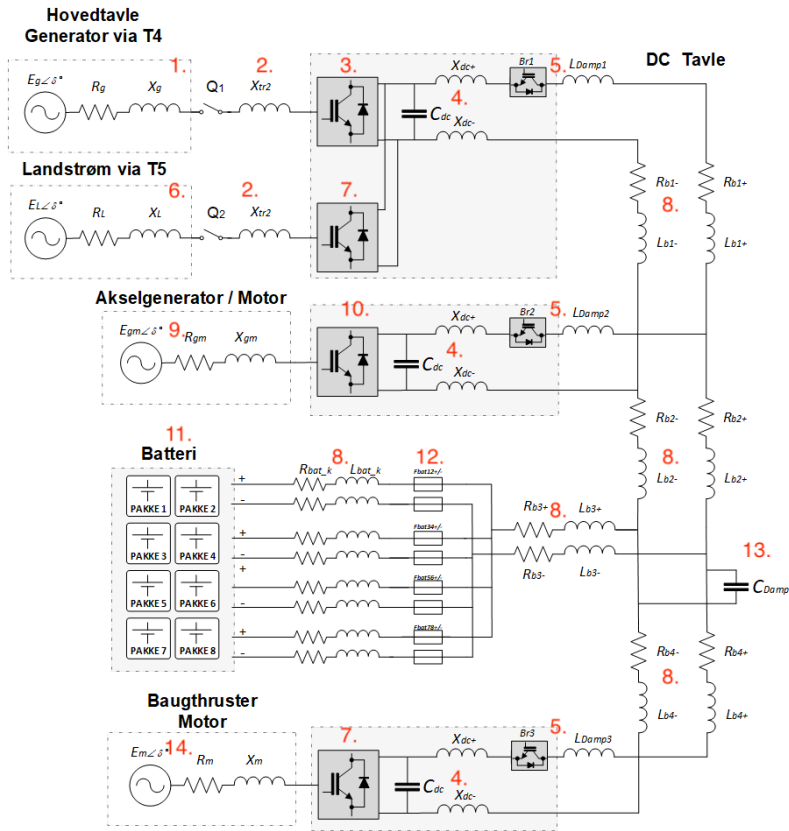 Hovedtavle
Generator via T4
DC Tavle
Eg∠δ°
Rg
Xg
1.
Q1
2.
Xtr2
3.
Xdc+
Br1
5.
LDamp1
4.
Cdc
Xdc-
Landstrøm via T5
EL∠δ°
RL
XL
6.
Q2
2.
Xtr2
7.
Rb1-
Rb1+
8.
Lb1-
Lb1+
Akselgenerator / Motor
Egm∠δ°
9.
Rgm
Xgm
10.
Xdc+
Br2
5.
LDamp2
4.
Cdc
Xdc-
Rb2-
Rb2+
8.
Lb2-
Lb2+
11.
Batteri
Rbat_k
8.
Lbat_k
12.
Fbat12+/-
+
-
PAKKE 1
PAKKE 2
Fbat34+/-
+
-
PAKKE 3
PAKKE 4
Rb3+
8.
Lb3+
Rb3-
Lb3-
Fbat56+/-
+
-
PAKKE 5
PAKKE 6
13.
CDamp
Fbat78+/-
+
-
PAKKE 7
PAKKE 8
Rb4-
Rb4+
8.
Lb4-
Lb4+
Baugthruster
Motor
Em∠δ°
14.
Rm
Xm
7.
Xdc+
Br3
5.
LDamp3
4.
Cdc
Xdc-